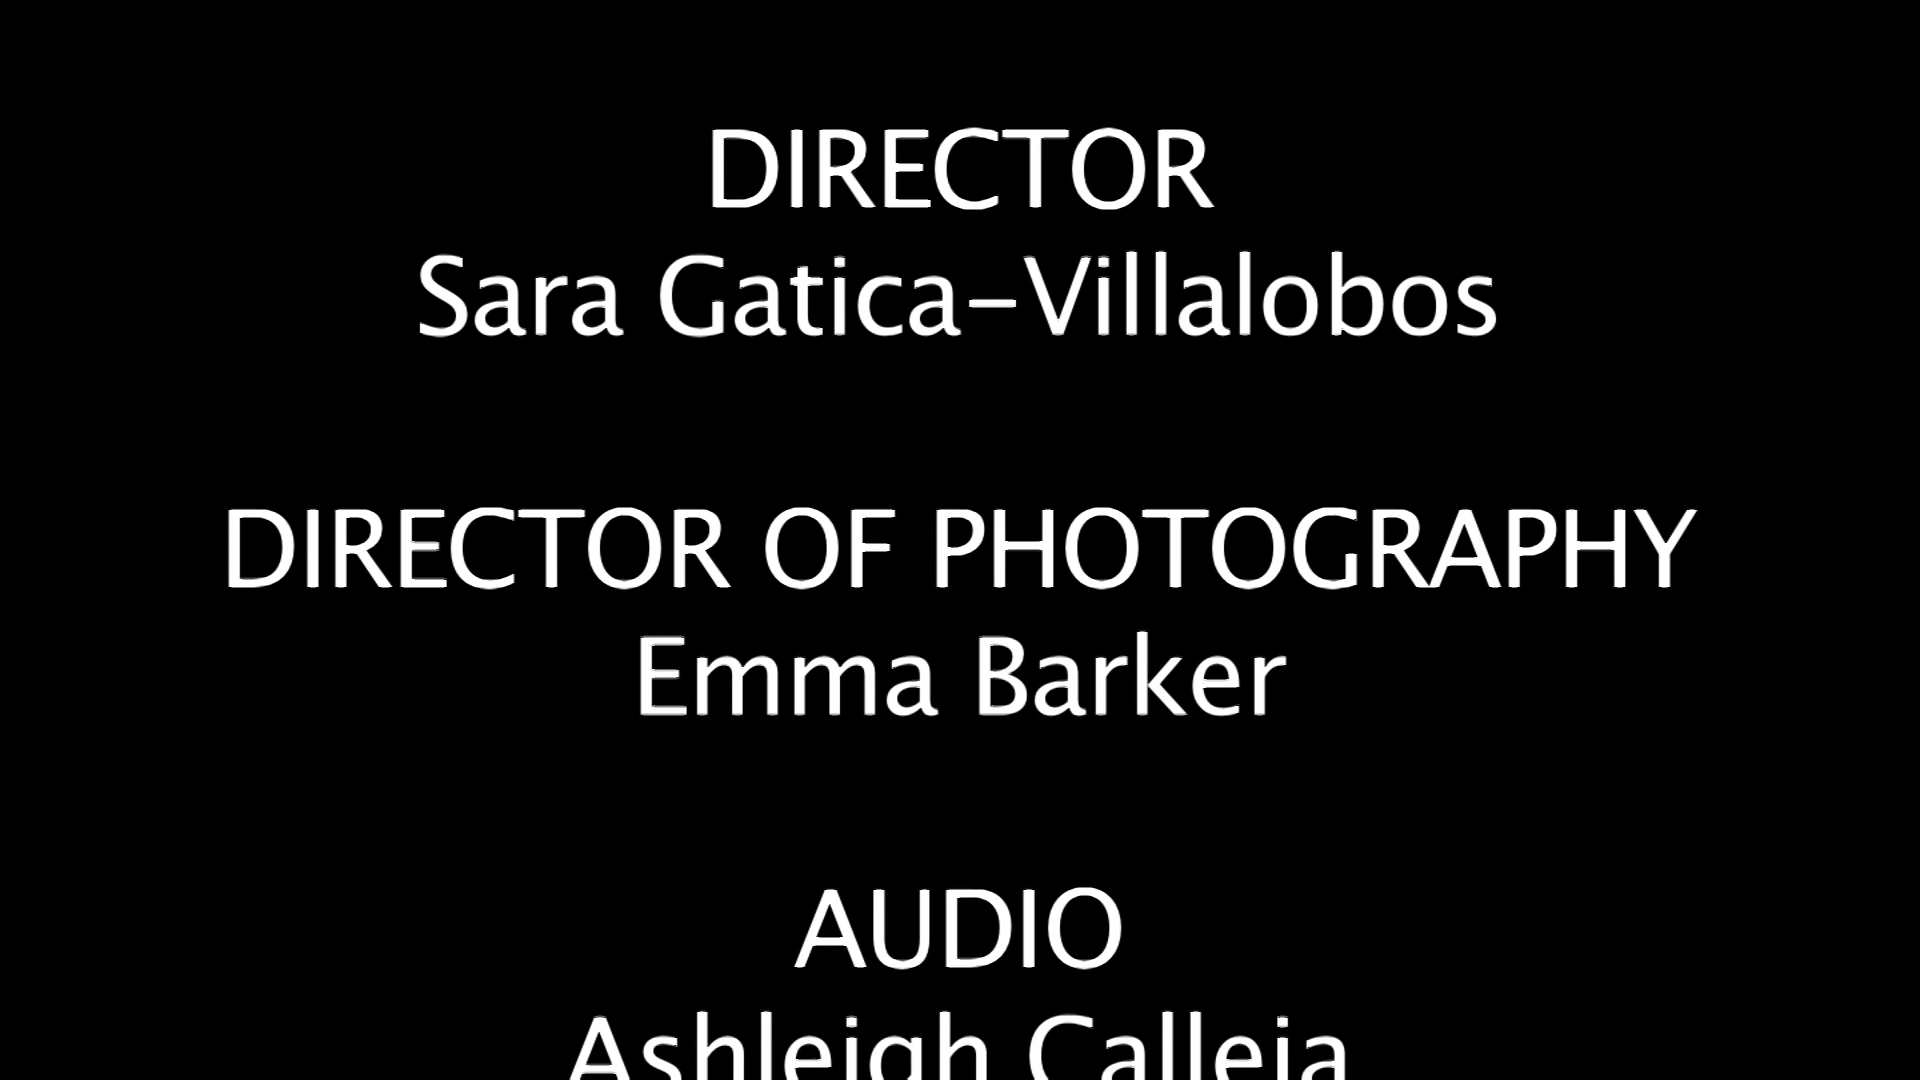 DIRECTOR
Sara Gatica-Villalobos
DIRECTOR OF PHOTOGRAPHY
Emma Barker
AUDIO
Ashleigh Calleja